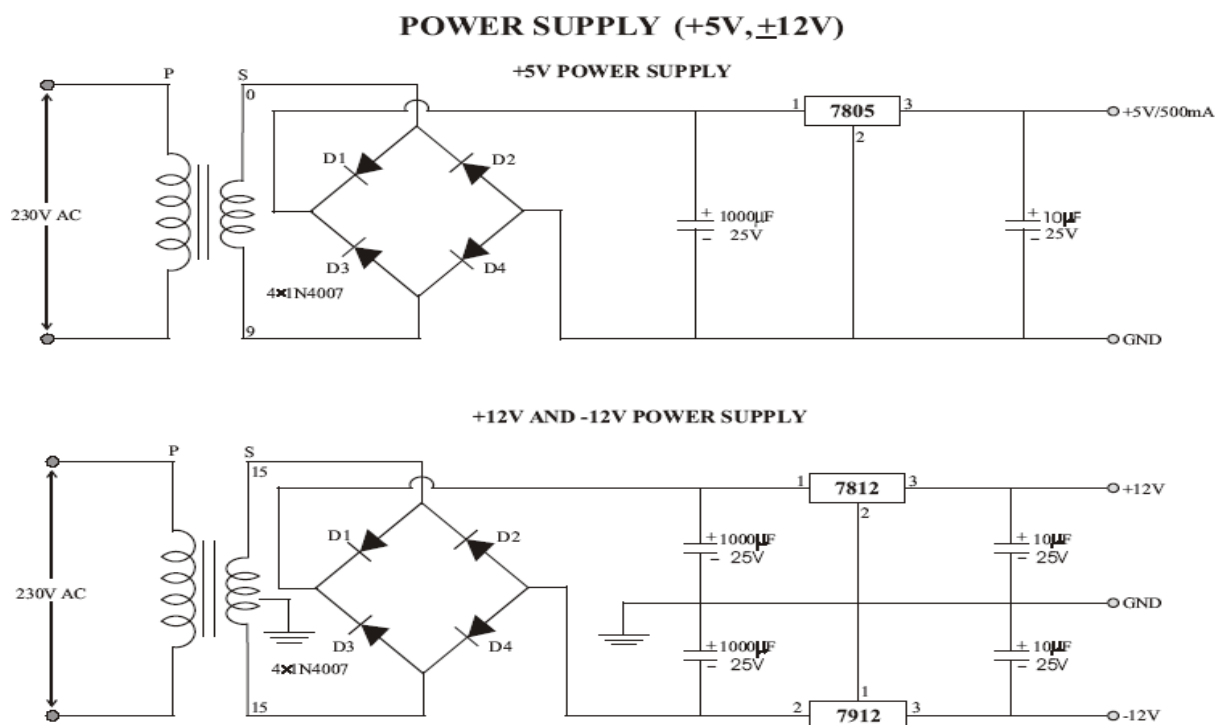 POWER SUPPLY (+5V, ±12V)
+5V POWER SUPPLY
P
S
0
1
7805
3
+5V/500mA
2
D1
D2
230V AC
+
1000µF
−
25V
+
10µF
−
25V
D3
D4
4×1N4007
9
GND
+12V AND -12V POWER SUPPLY
P
S
15
1
7812
3
+12V
2
D1
D2
+
1000µF
−
25V
+
10µF
−
25V
230V AC
GND
D3
D4
+
1000µF
−
25V
+
10µF
−
25V
4×1N4007
1
15
2
7912
3
-12V